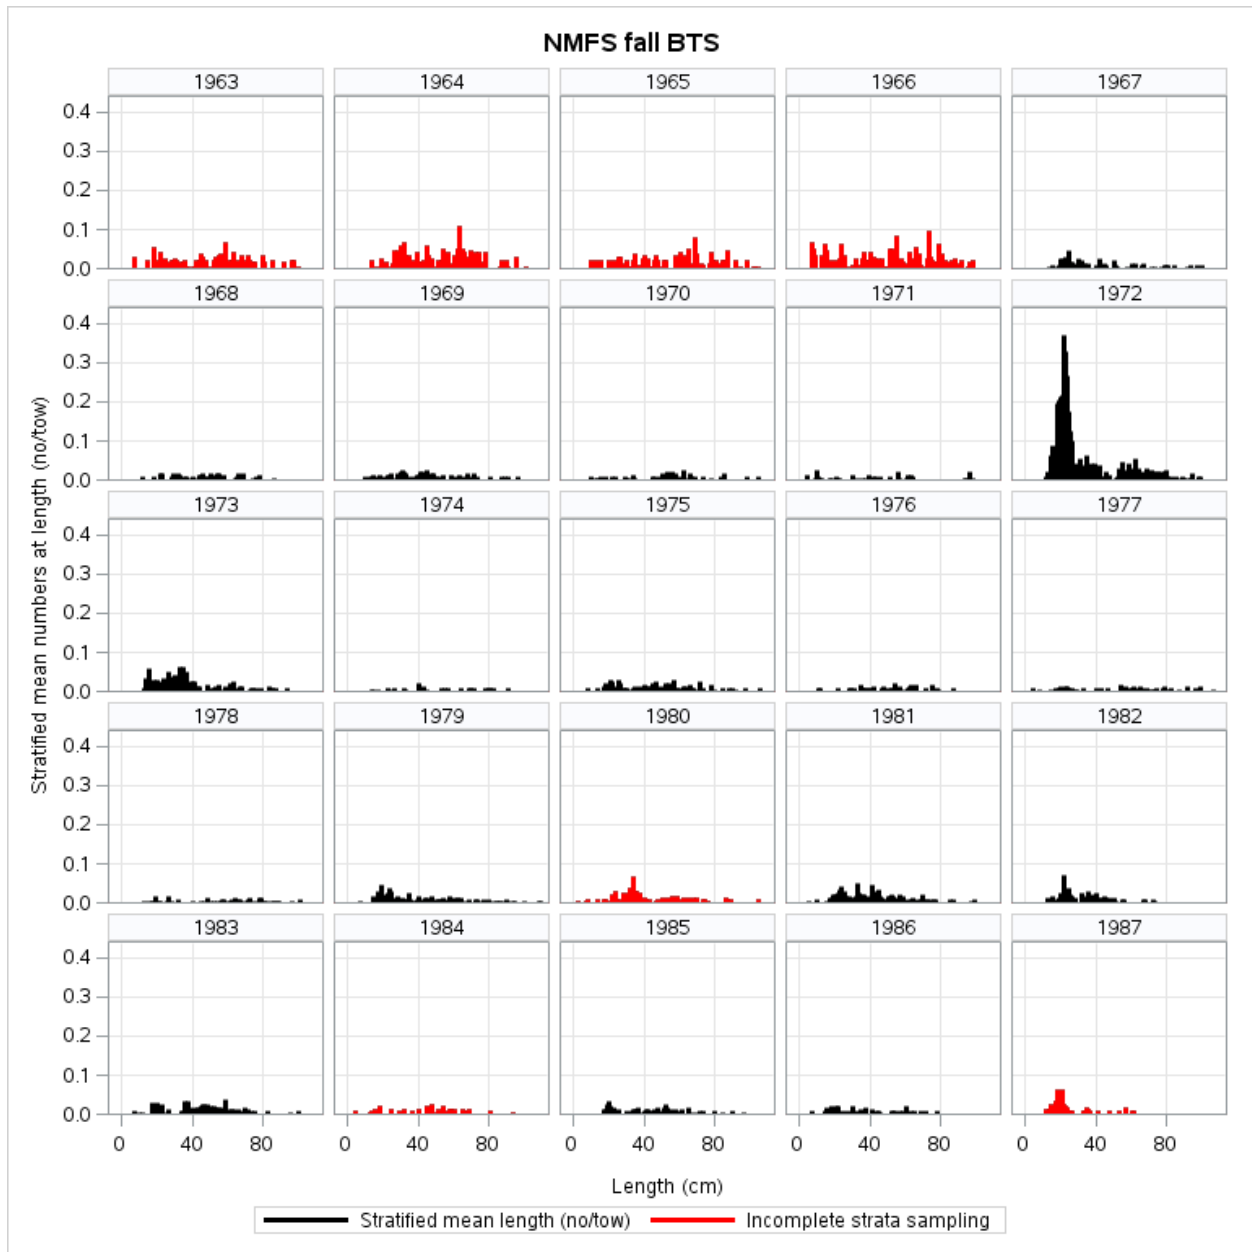 NMFS fall BTS
1963 1964 1965 1966 1967
0.4
0.3
0.2
0.1
0.0
1968 1969 1970 1971 1972
0.4
0.3
0.2
0.1
0.0
1973 1974 1975 1976 1977
0.4
0.3
0.2
0.1
0.0
1978 1979 1980 1981 1982
0.4
0.3
0.2
0.1
0.0
1983 1984 1985 1986 1987
0.4
0.3
0.2
0.1
0.0
0 40 80 0 40 80 0 40 80 0 40 80 0 40 80
Stratified mean numbers at length (no/tow)
Length (cm)
Stratified mean length (no/tow) Incomplete strata sampling